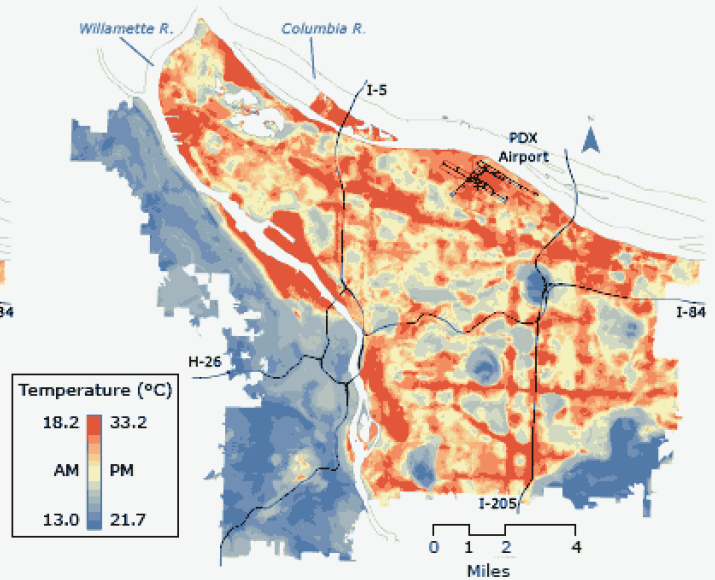 Willamette R.
Columbia R.
I-5
PDX
Airport
84
I-84
H-26
Temperature (°C)
18.2 33.2
AM PM
13.0 21.7
I-205
0 1 2 4
Miles